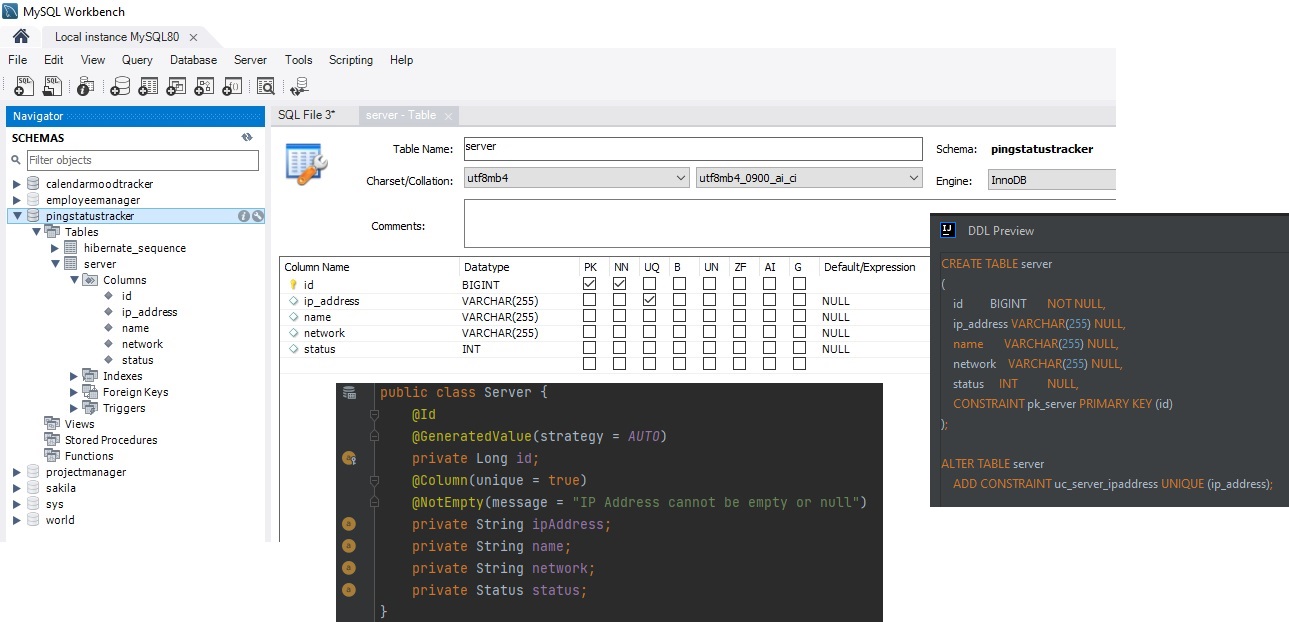 MySQL Workbench
Local instance MySQL80
File Edit View Query Database Server Tools Scripting Help
Navigator
SCHEMAS
Filter objects
calendarmoodtracker
employeemanager
pingstatustracker
Tables
hibernate_sequence
server
Columns
id
ip_address
name
network
status
Indexes
Foreign Keys
Triggers
Views
Stored Procedures
Functions
projectmanager
sakila
sys
world
SQL File 3*
server - Table
Table Name: server
Schema: pingstatustracker
Charset/Collation: utf8mb4 utf8mb4_0900_ai_ci
Engine: InnoDB
Comments:
Column Name Datatype PK NN UQ B UN ZF AI G Default/Expression
id BIGINT
ip_address VARCHAR(255) NULL
name VARCHAR(255) NULL
network VARCHAR(255) NULL
status INT NULL
public class Server {
@Id
@GeneratedValue(strategy = AUTO)
private Long id;
@Column(unique = true)
@NotEmpty(message = "IP Address cannot be empty or null")
private String ipAddress;
private String name;
private String network;
private Status status;
}
IJ DDL Preview
CREATE TABLE server
(
id BIGINT NOT NULL,
ip_address VARCHAR(255) NULL,
name VARCHAR(255) NULL,
network VARCHAR(255) NULL,
status INT NULL,
CONSTRAINT pk_server PRIMARY KEY (id)
);
ALTER TABLE server
ADD CONSTRAINT uc_server_ipaddress UNIQUE (ip_address);